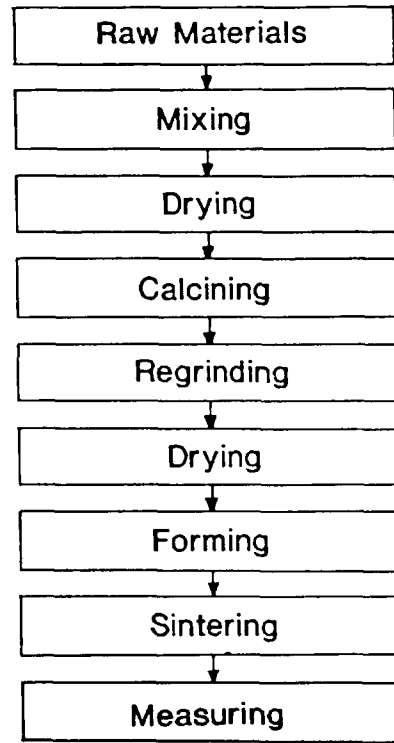 Raw Materials
Mixing
Drying
Calcining
Regrinding
Drying
Forming
Sintering
Measuring